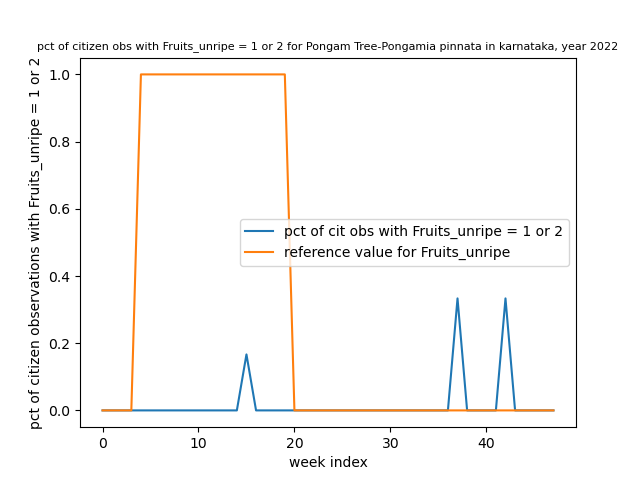 pct of citizen obs with Fruits_unripe = 1 or 2 for Pongam Tree-Pongamia pinnata in karnataka, year 2022
pct of citizen observations with Fruits_unripe = 1 or 2
1.0
0.8
0.6
0.4
0.2
0.0
pct of cit obs with Fruits_unripe = 1 or 2
reference value for Fruits_unripe
0
10
20
30
40
week index